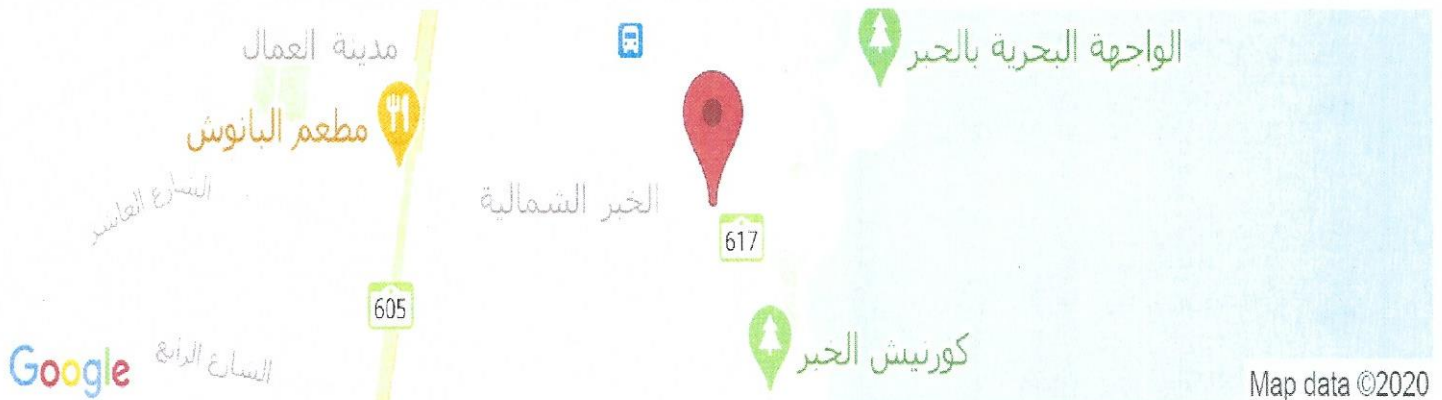 مدينة العمال
الواجهة البحرية بالخبر
مطعم البانوش
الشارع العاشر
الخبر الشمالية
617
605
كورنيش الخبر
الشارع الرابع
Google
Map data ©2020